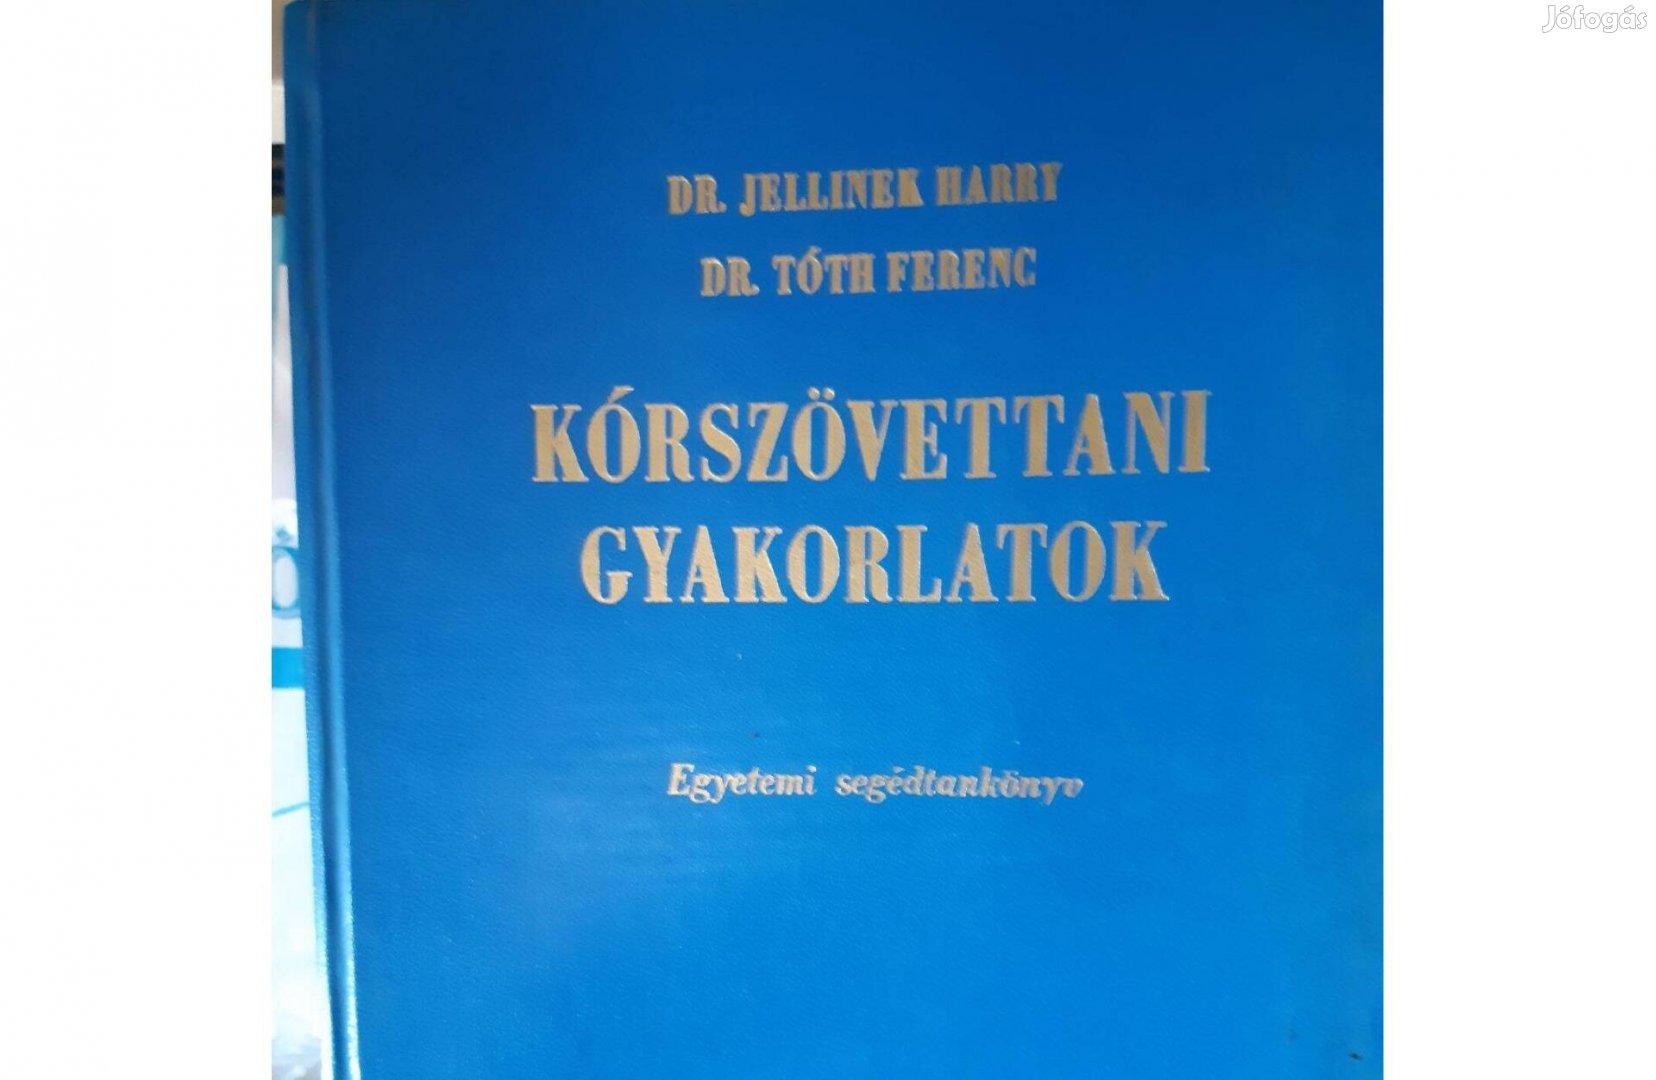 Jófogás
DR. JELLINEK HARRY
DR. TÓTH FERENC
KÓRSZÖVETTANI
GYAKORLATOK
Egyetemi segédtankönyv